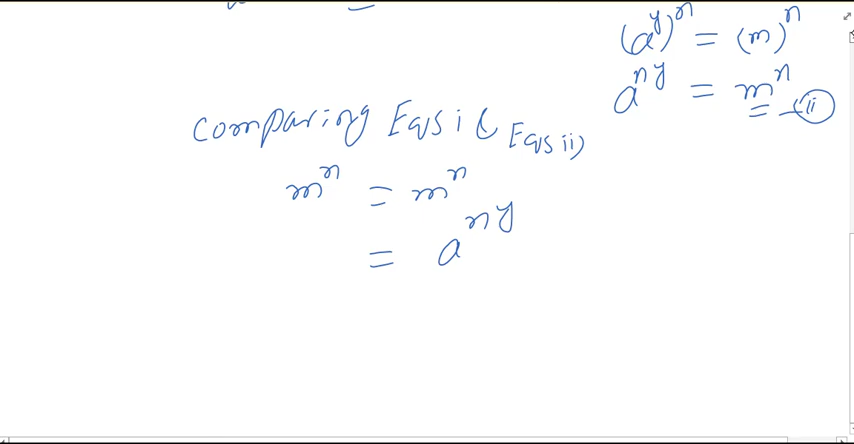 (a^y)^n = (m)^n
a^{ny} = m^n — (ii)
comparing Eqs i & Eqs ii)
m^n = m^n
= a^{ny}